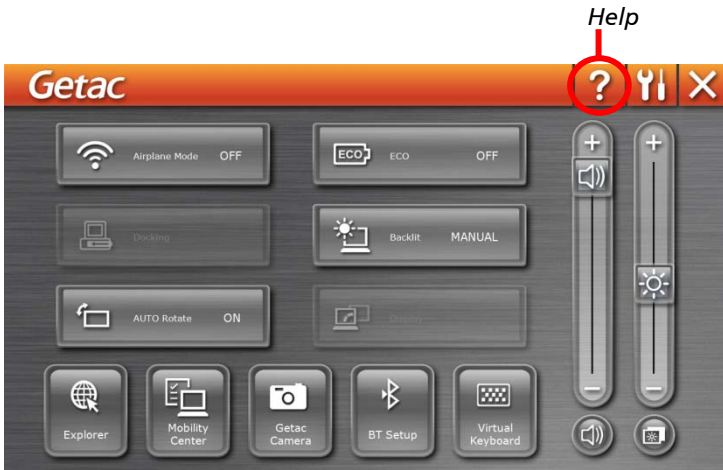 Help
Getac ?
Airplane Mode OFF
ECO ECO OFF
Docking
Backlit MANUAL
AUTO Rotate ON
Display
Explorer
Mobility
Center
Getac
Camera
BT Setup
Virtual
Keyboard